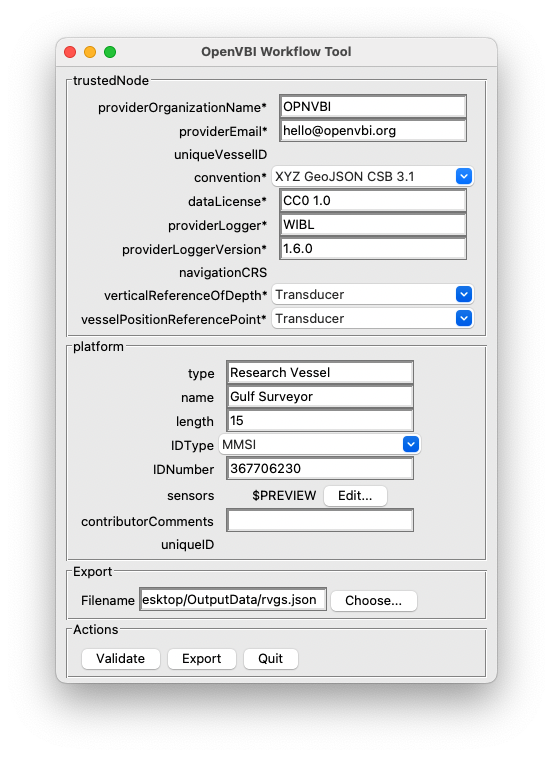 OpenVBI Workflow Tool
trustedNode
providerOrganizationName* OPNVBI
providerEmail* hello@openvbi.org
uniqueVesselID
convention* XYZ GeoJSON CSB 3.1
dataLicense* CC0 1.0
providerLogger* WIBL
providerLoggerVersion* 1.6.0
navigationCRS
verticalReferenceOfDepth* Transducer
vesselPositionReferencePoint* Transducer
platform
type Research Vessel
name Gulf Surveyor
length 15
IDType MMSI
IDNumber 367706230
sensors $PREVIEW Edit...
contributorComments
uniqueID
Export
Filename esktop/OutputData/rvgs.json Choose...
Actions
Validate Export Quit